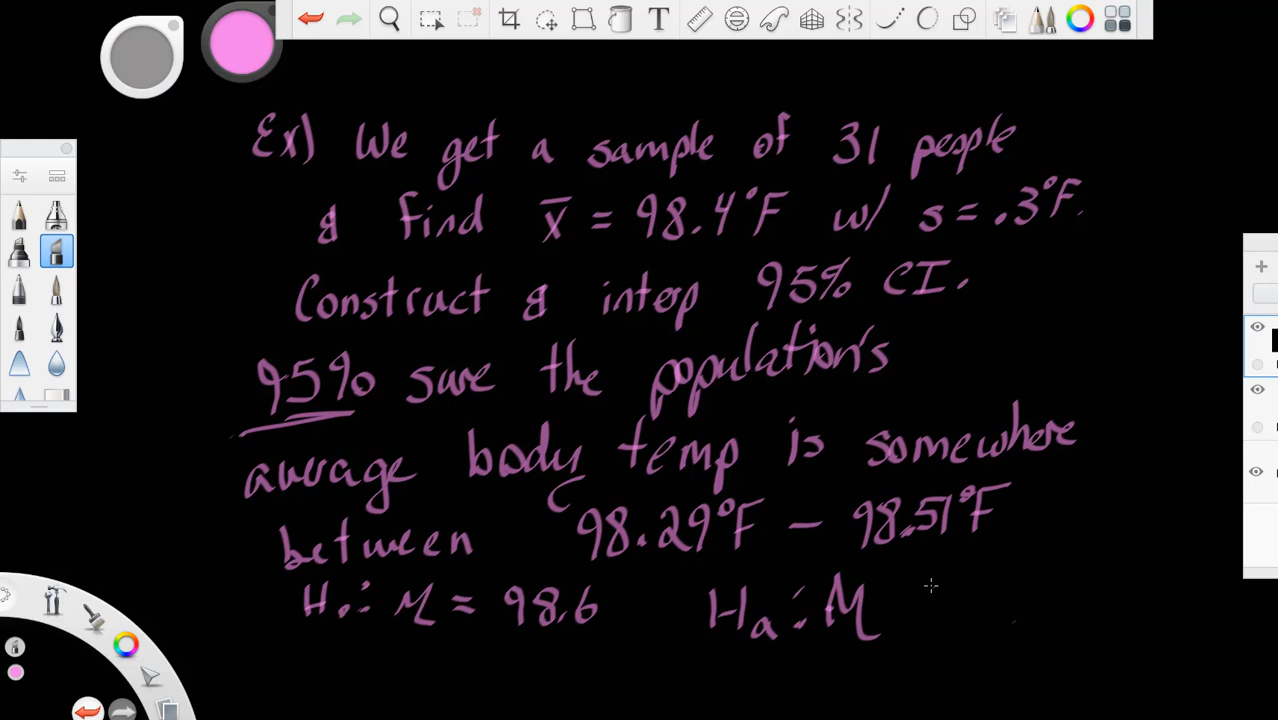 Ex) We get a sample of 31 people
& find x̄ = 98.4°F w/ s = .3°F.
Construct & interp 95% CI.
95% sure the population's
average body temp is somewhere
between 98.29°F – 98.51°F
H₀: M = 98.6 Hₐ: M